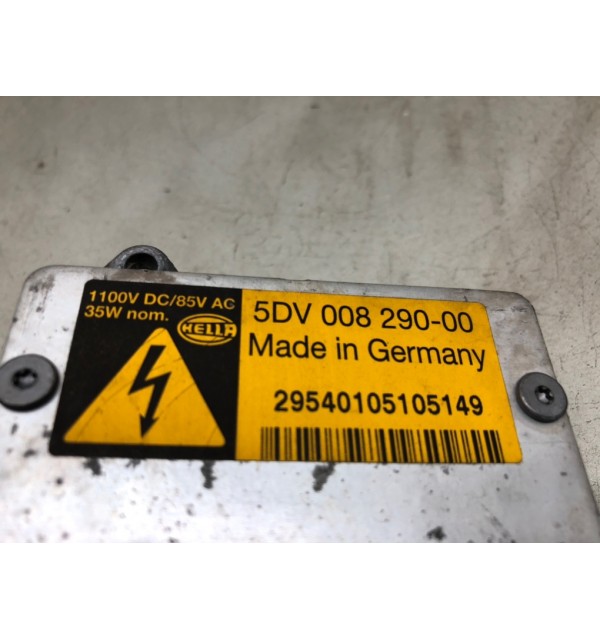 1100V DC/85V AC
35W nom.
HELLA
5DV 008 290-00
Made in Germany
29540105105149